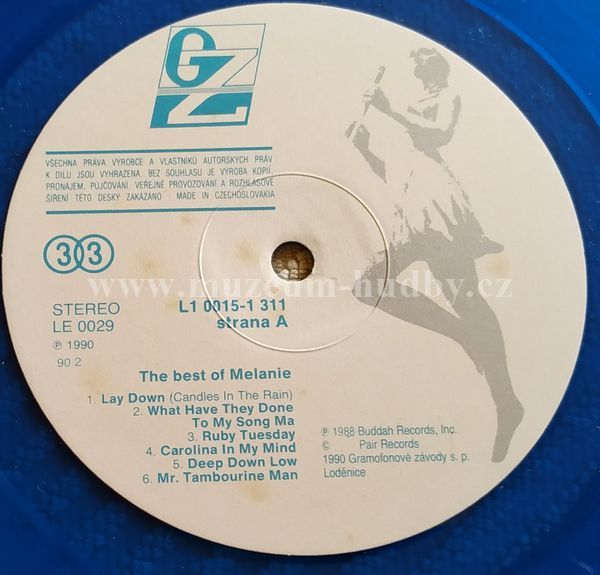 GZ
VŠECHNA PRÁVA VÝROBCE A VLASTNÍKŮ AUTORSKÝCH PRÁV
K DÍLU JSOU VYHRAZENA BEZ SOUHLASU JE VÝROBA KOPIÍ,
PRONÁJEM, PŮJČOVÁNÍ, VEŘEJNÉ PROVOZOVÁNÍ A ROZHLASOVÉ
ŠÍŘENÍ TÉTO DESKY ZAKÁZÁNO · MADE IN CZECHOSLOVAKIA
33
www.muzeum-hudby.cz
STEREO
LE 0029
℗ 1990
90 2
L1 0015-1 311
strana A
The best of Melanie
1. Lay Down (Candles In The Rain)
2. What Have They Done
To My Song Ma
3. Ruby Tuesday
4. Carolina In My Mind
5. Deep Down Low
6. Mr. Tambourine Man
℗ 1988 Buddah Records, Inc.
© Pair Records
1990 Gramofonové závody s. p.
Loděnice